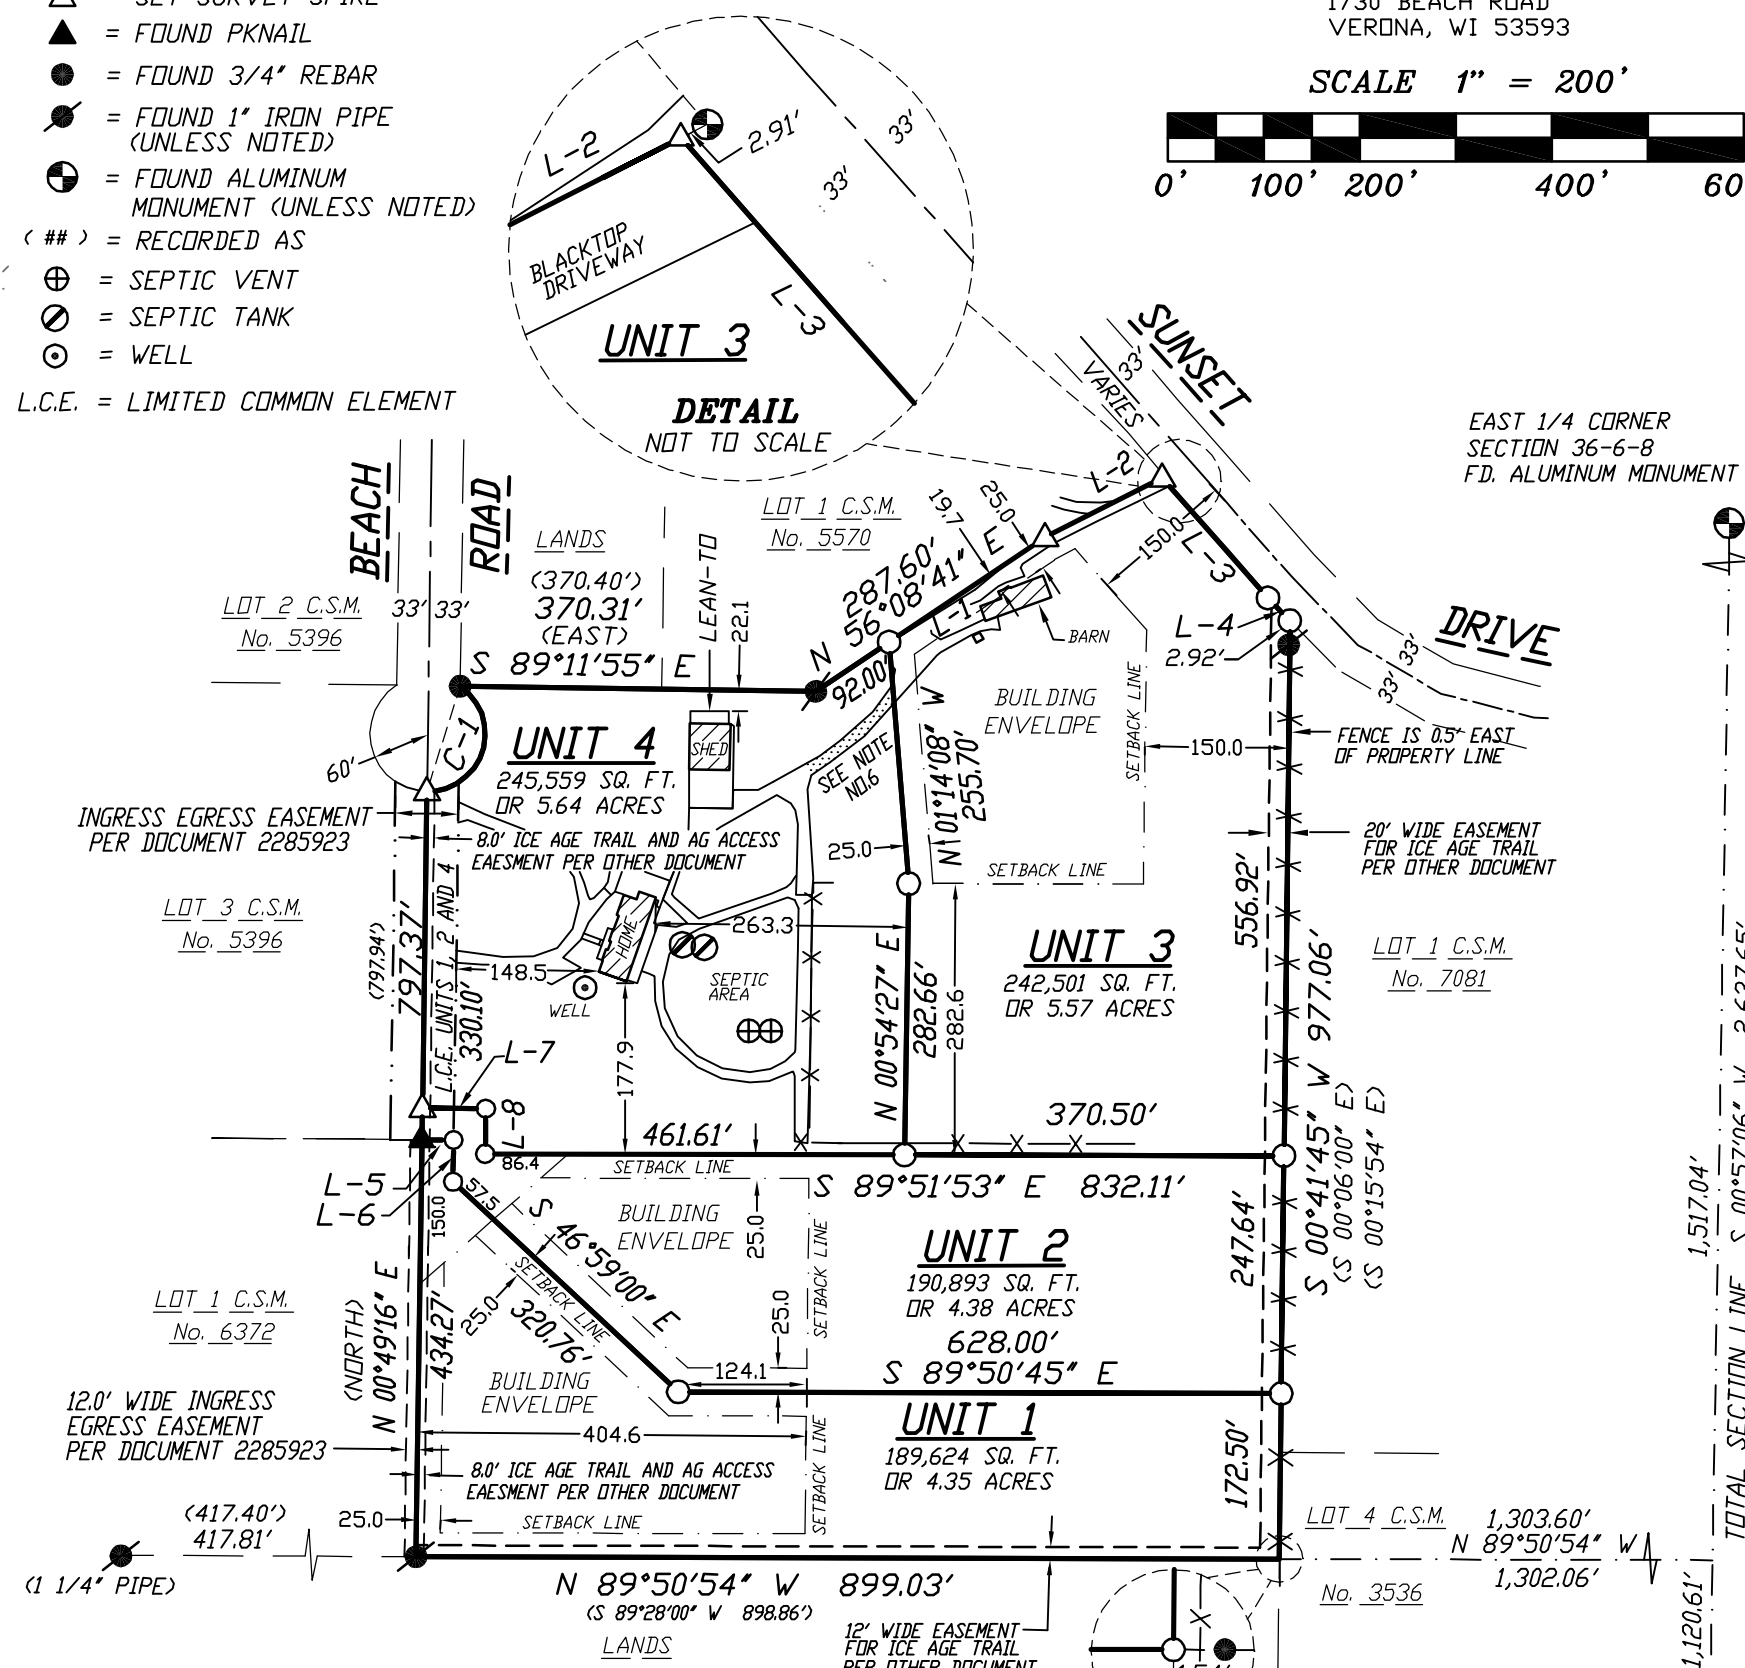 = FOUND PKNAIL
= FOUND 3/4" REBAR
= FOUND 1" IRON PIPE
(UNLESS NOTED)
= FOUND ALUMINUM
MONUMENT (UNLESS NOTED)
( ## ) = RECORDED AS
= SEPTIC VENT
= SEPTIC TANK
= WELL
L.C.E. = LIMITED COMMON ELEMENT
1730 BEACH ROAD
VERONA, WI 53593
SCALE 1" = 200'
0' 100' 200' 400' 60
L-2
2.91'
33'
33'
BLACKTOP
DRIVEWAY
L-3
UNIT 3
DETAIL
NOT TO SCALE
SUNSET
DRIVE
33'
VARIES
33'
33'
EAST 1/4 CORNER
SECTION 36-6-8
FD. ALUMINUM MONUMENT
BEACH
ROAD
33' 33'
LOT 2 C.S.M.
No. 5396
LANDS
(370.40')
370.31'
(EAST)
S 89°11'55" E
LEAN-TO
22.1
LOT 1 C.S.M.
No. 5570
287.60'
N 56°08'41" E
92.00'
L-1
19.7
25.0
L-2
150.0
L-3
BARN
L-4
2.92'
BUILDING
ENVELOPE
SETBACK LINE
150.0
FENCE IS 0.5' EAST
OF PROPERTY LINE
C-1
60'
UNIT 4
245,559 SQ. FT.
OR 5.64 ACRES
SHED
SEE NOTE
NO.6
N 01°14'08" W
255.70'
25.0
SETBACK LINE
INGRESS EGRESS EASEMENT
PER DOCUMENT 2285923
8.0' ICE AGE TRAIL AND AG ACCESS
EAESMENT PER OTHER DOCUMENT
20' WIDE EASEMENT
FOR ICE AGE TRAIL
PER OTHER DOCUMENT
LOT 3 C.S.M.
No. 5396
(797.94')
797.37'
L.C.E. UNITS 1, 2 AND 4
330.10'
HOME
148.5
WELL
263.3
SEPTIC
AREA
177.9
N 00°54'27" E
282.66'
282.6
UNIT 3
242,501 SQ. FT.
OR 5.57 ACRES
556.92'
S 00°41'45" W 977.06'
(S 00°06'00" E)
(S 00°15'54" E)
LOT 1 C.S.M.
No. 7081
L-7
L-8
461.61'
370.50'
86.4
SETBACK LINE
S 89°51'53" E 832.11'
L-5
L-6
150.0
57.5
S 46°59'00" E
320.76'
SETBACK LINE
25.0
BUILDING
ENVELOPE
25.0
SETBACK LINE
25.0
124.1
UNIT 2
190,893 SQ. FT.
OR 4.38 ACRES
628.00'
S 89°50'45" E
247.64'
1,517.04'
TOTAL SECTION LINE S 00°57'06" W 2,637.65'
LOT 1 C.S.M.
No. 6372
(NORTH)
N 00°49'16" E
434.27'
BUILDING
ENVELOPE
404.6
UNIT 1
189,624 SQ. FT.
OR 4.35 ACRES
SETBACK LINE
172.50'
12.0' WIDE INGRESS
EGRESS EASEMENT
PER DOCUMENT 2285923
8.0' ICE AGE TRAIL AND AG ACCESS
EAESMENT PER OTHER DOCUMENT
25.0
SETBACK LINE
(417.40')
417.81'
(1 1/4" PIPE)
N 89°50'54" W 899.03'
(S 89°28'00" W 898.86')
LANDS
12' WIDE EASEMENT
FOR ICE AGE TRAIL
PER OTHER DOCUMENT
LOT 4 C.S.M.
No. 3536
1,303.60'
N 89°50'54" W
1,302.06'
1,120.61'